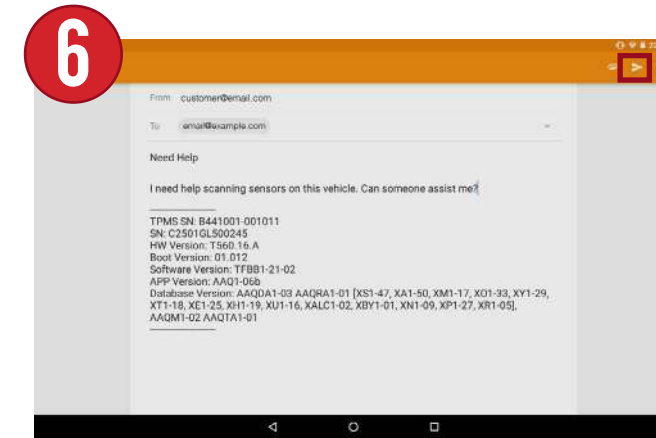 6
From customer@email.com
To email@example.com
Need Help
I need help scanning sensors on this vehicle. Can someone assist me?
TPMS SN: B441001-001011
SN: C2501GL500245
HW Version: T560.16.A
Boot Version: 01.012
Software Version: TFBB1-21-02
APP Version: AAQ1-06b
Database Version: AAQDA1-03 AAQRA1-01 [XS1-47, XA1-50, XM1-17, XO1-33, XY1-29,
XT1-18, XE1-25, XH1-19, XU1-16, XALC1-02, XBY1-01, XN1-09, XP1-27, XR1-05],
AAQM1-02 AAQTA1-01